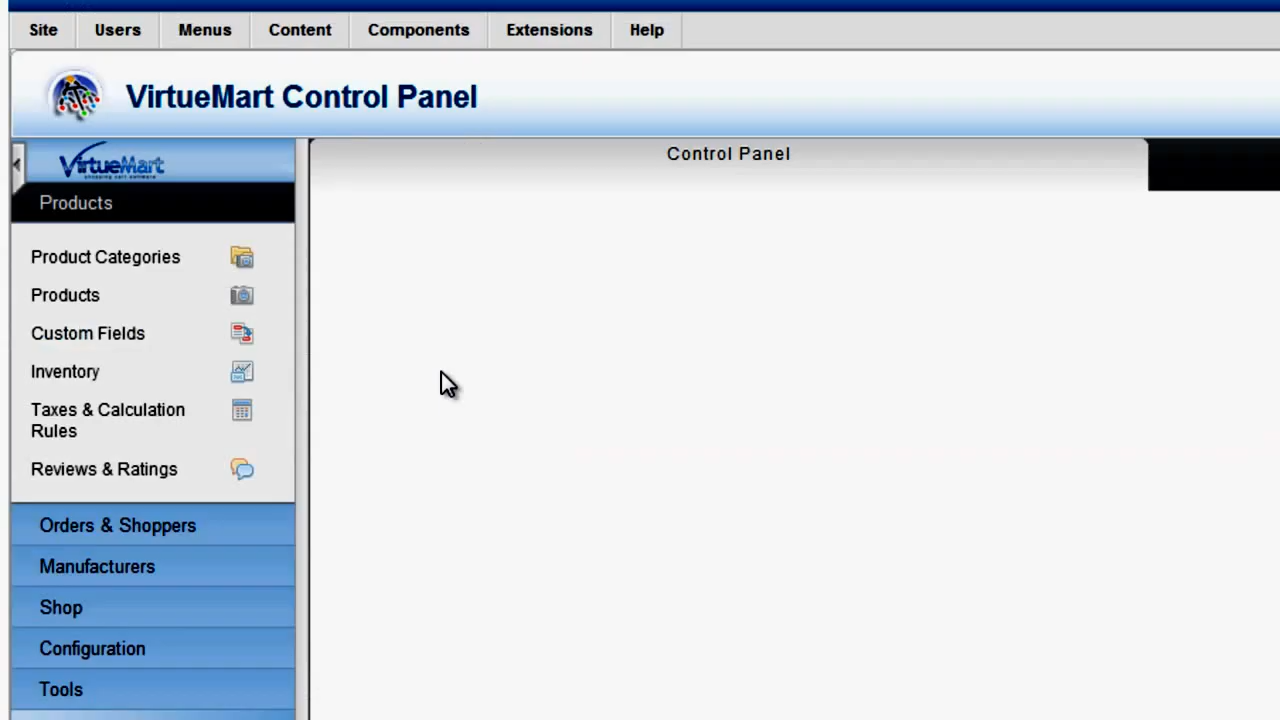 Site Users Menus Content Components Extensions Help
VirtueMart Control Panel
VirtueMart
Control Panel
Products
Product Categories
Products
Custom Fields
Inventory
Taxes & Calculation
Rules
Reviews & Ratings
Orders & Shoppers
Manufacturers
Shop
Configuration
Tools